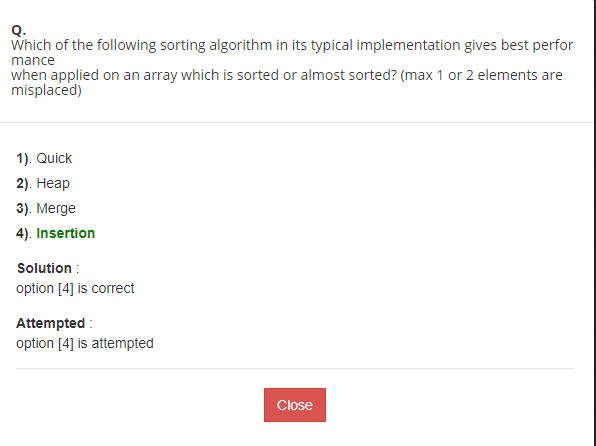 Q.
Which of the following sorting algorithm in its typical implementation gives best perfor
mance
when applied on an array which is sorted or almost sorted? (max 1 or 2 elements are
misplaced)
1). Quick
2). Heap
3). Merge
4). Insertion
Solution :
option [4] is correct
Attempted :
option [4] is attempted
Close